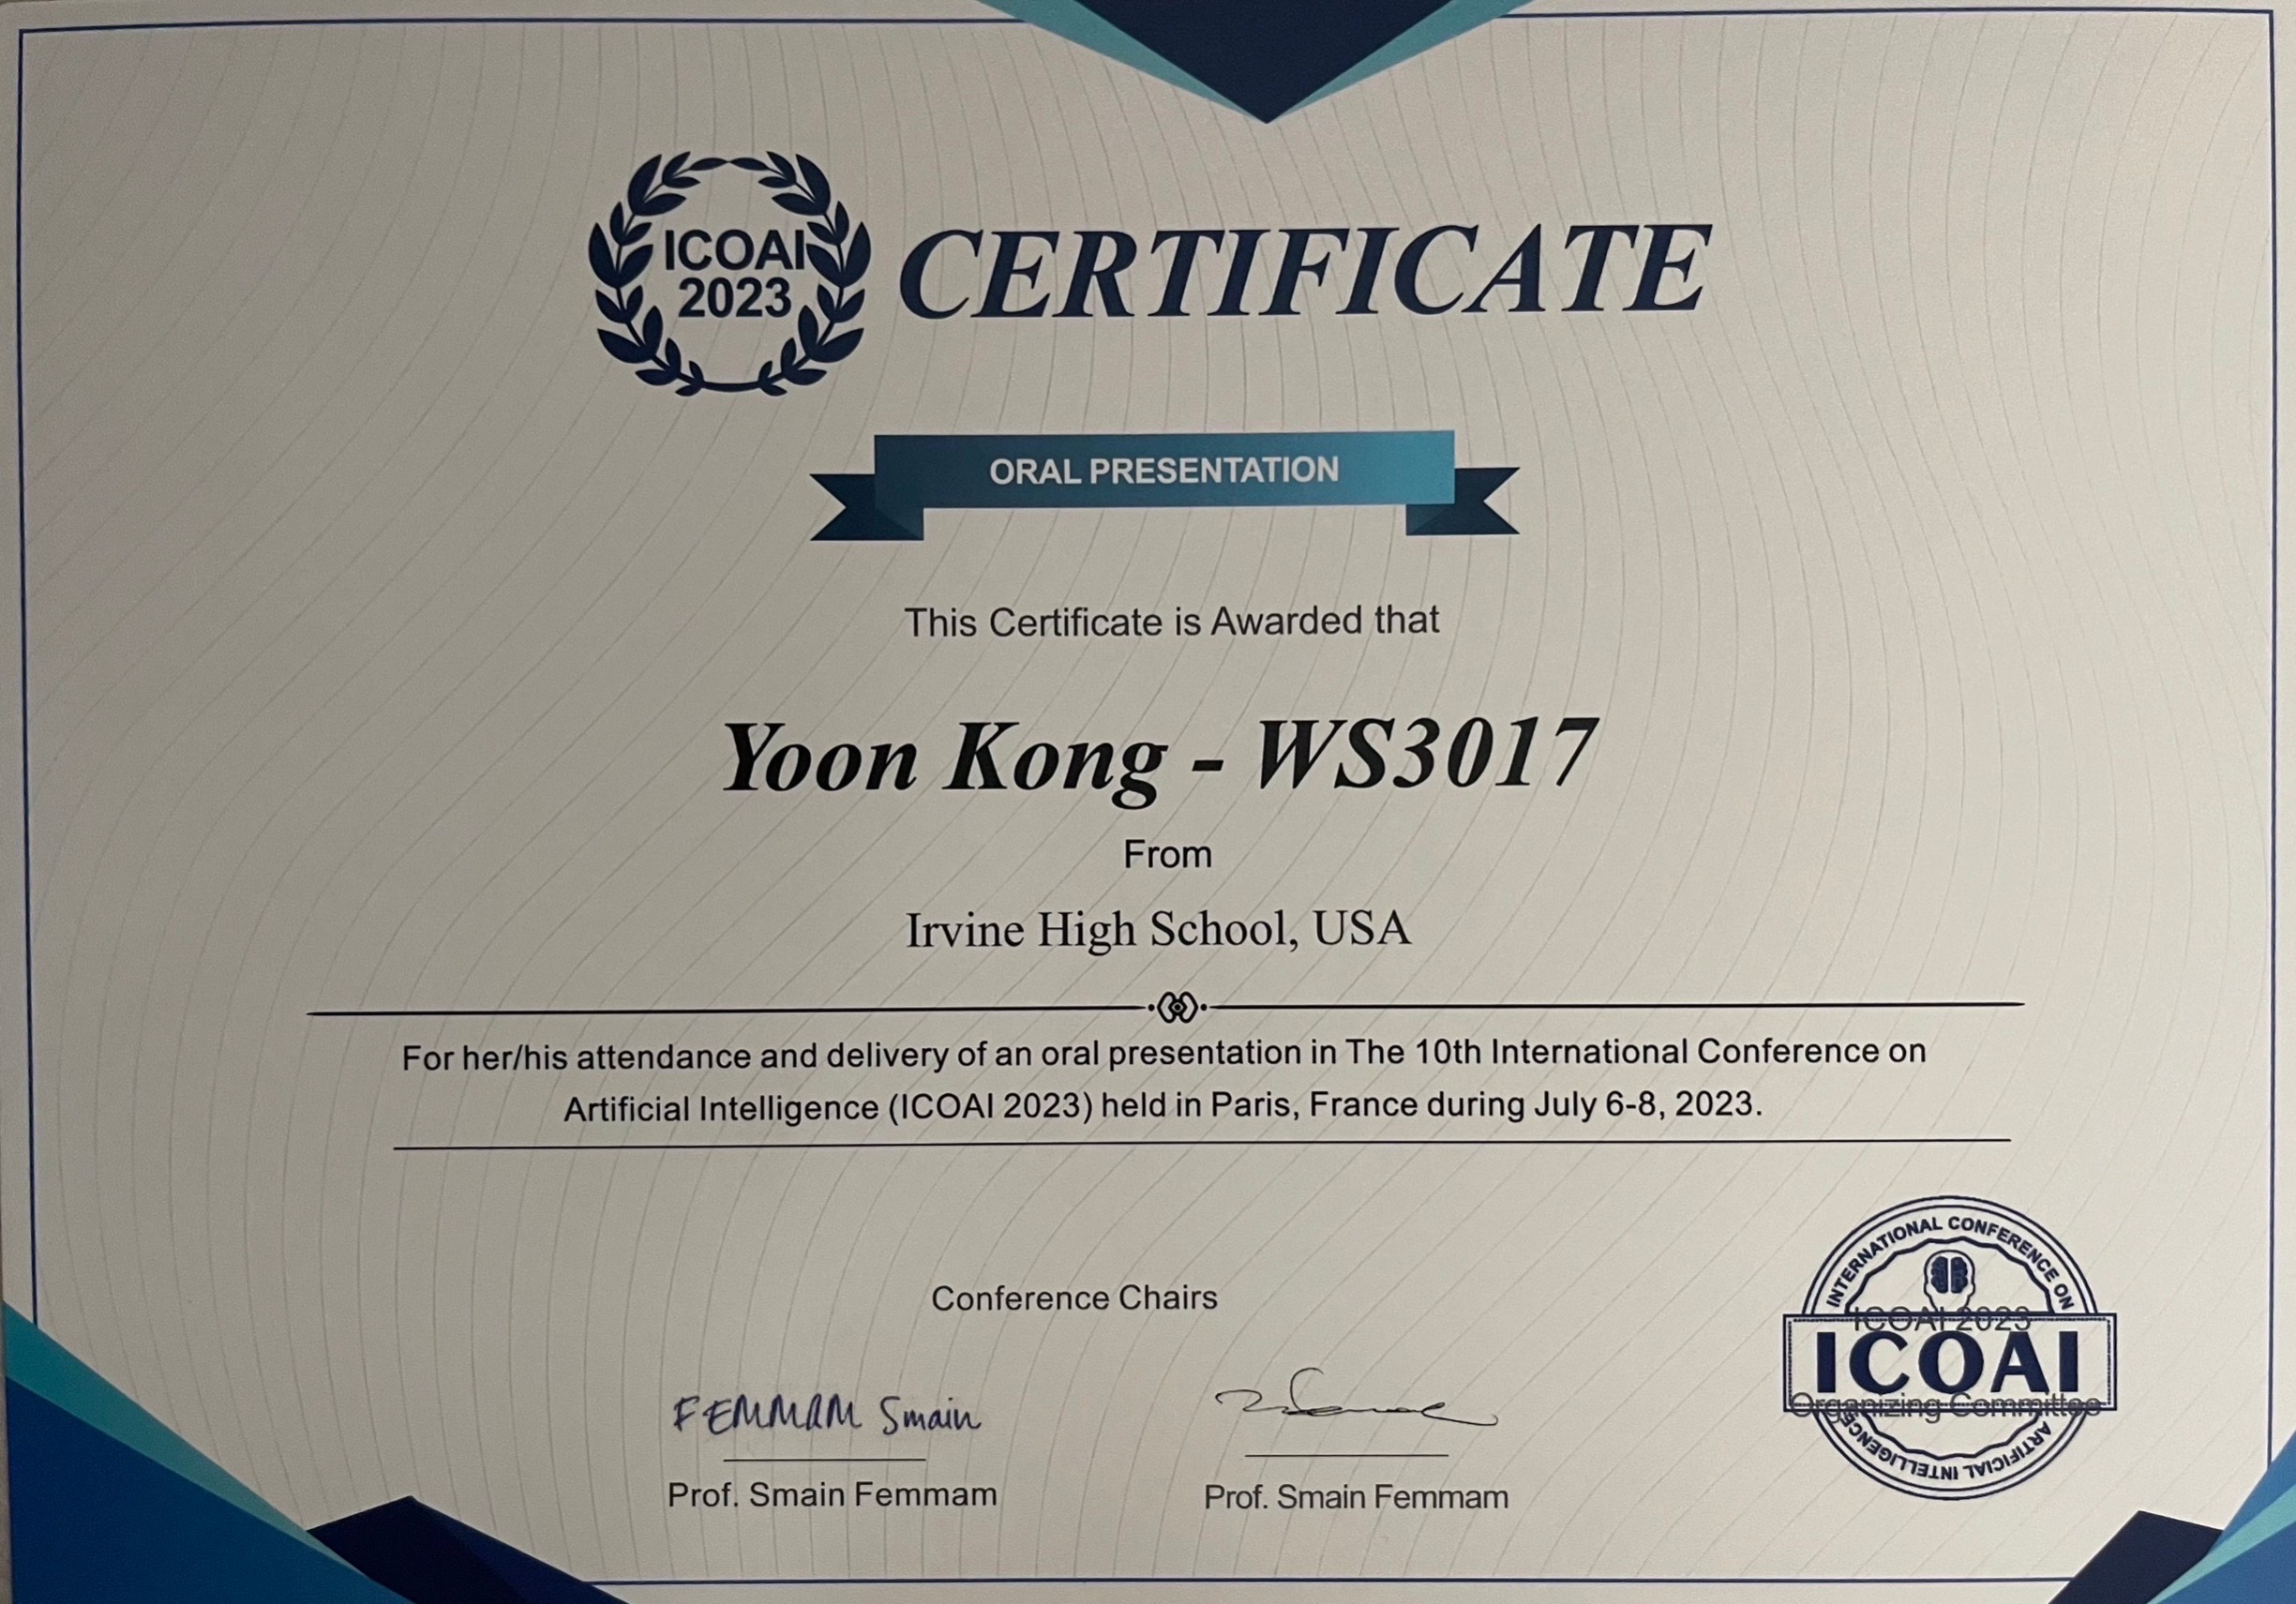 ICOAI
2023
CERTIFICATE
ORAL PRESENTATION
This Certificate is Awarded that
Yoon Kong - WS3017
From
Irvine High School, USA
For her/his attendance and delivery of an oral presentation in The 10th International Conference on
Artificial Intelligence (ICOAI 2023) held in Paris, France during July 6-8, 2023.
Conference Chairs
FEMMAM Smain
Prof. Smain Femmam
Prof. Smain Femmam
INTERNATIONAL CONFERENCE ON
ICOAI 2023
ICOAI
Organizing Committee
ARTIFICIAL INTELLIGENCE